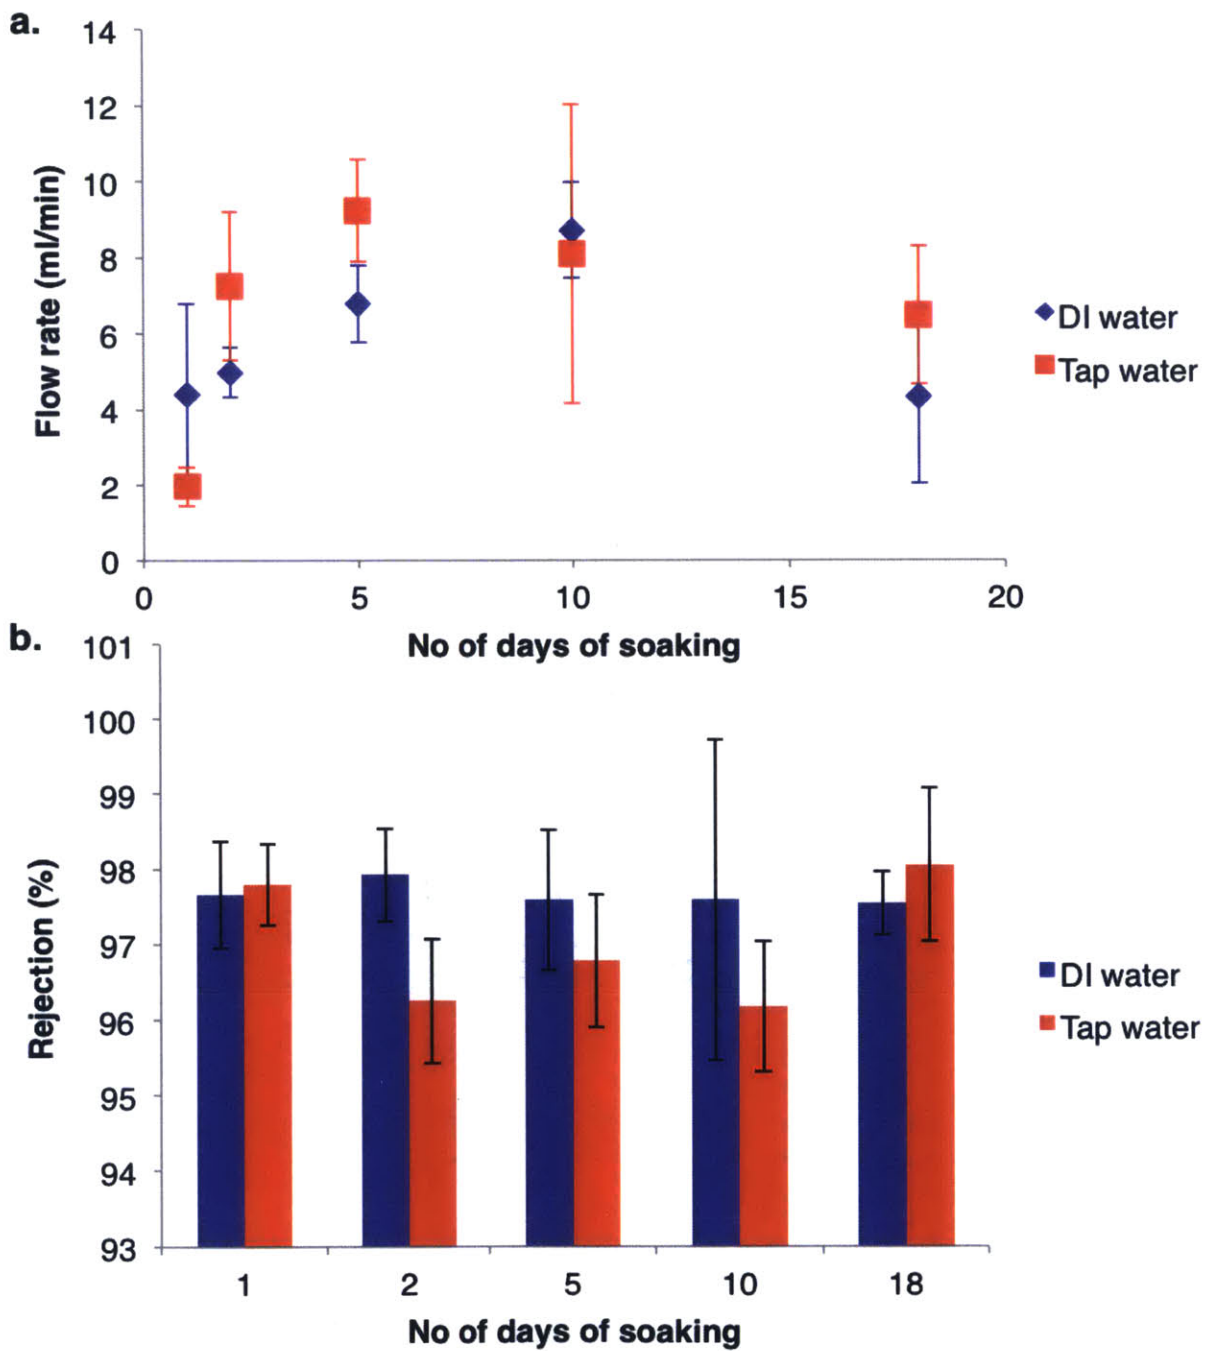 a.
14
12
10
8
6
4
2
0
Flow rate (ml/min)
0 5 10 15 20
No of days of soaking
DI water
Tap water
b.
101
100
99
98
97
96
95
94
93
Rejection (%)
1 2 5 10 18
No of days of soaking
DI water
Tap water